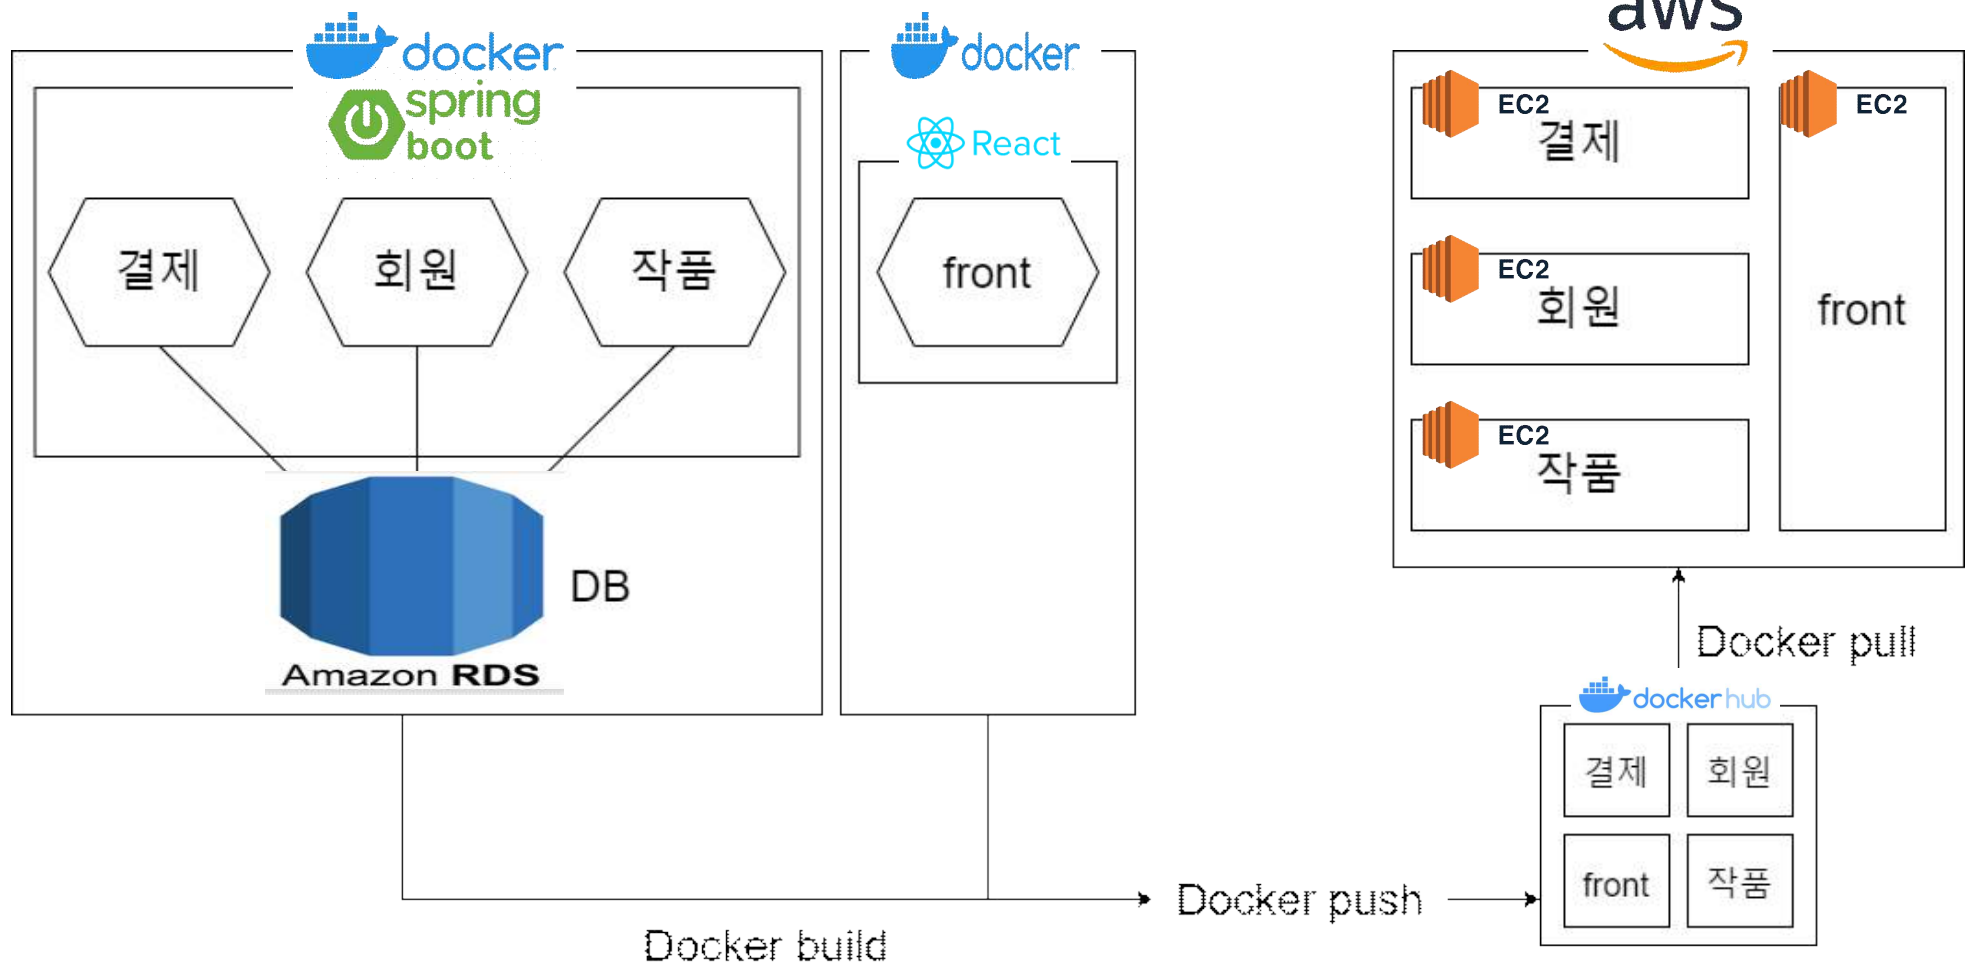 docker
spring
boot
결제
회원
작품
DB
Amazon RDS
docker
React
front
Docker build
Docker push
dockerhub
결제
회원
front
작품
Docker pull
aws
EC2
결제
EC2
회원
EC2
작품
EC2
front